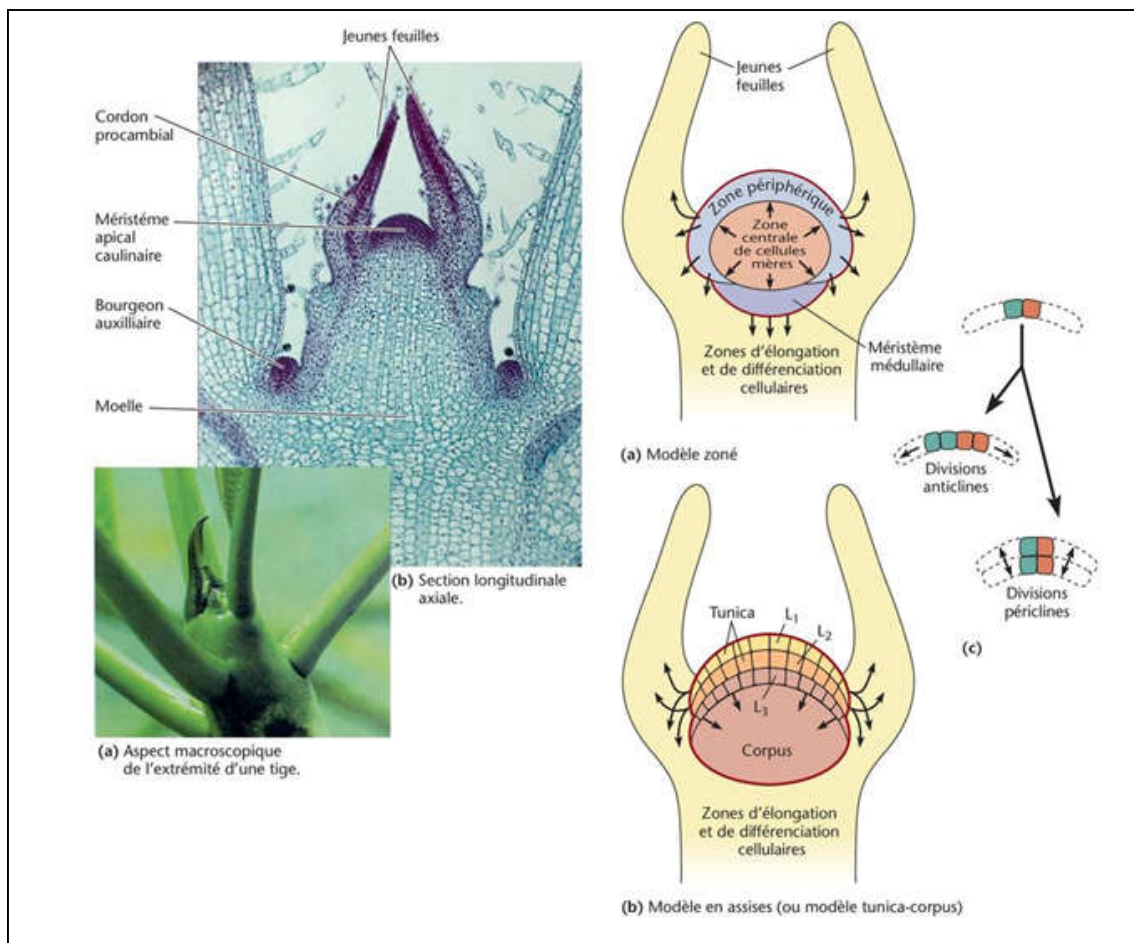 Jeunes feuilles
Cordon
procambial
Méristéme
apical
caulinaire
Bourgeon
auxilliaire
Moelle
(b) Section longitudinale
axiale.
(a) Aspect macroscopique
de l'extrémité d'une tige.
Jeunes
feuilles
Zone périphérique
Zone
centrale
de cellules
mères
Méristème
médullaire
Zones d'élongation
et de différenciation
cellulaires
(a) Modèle zoné
Divisions
anticlines
Divisions
périclines
(c)
Tunica
L1
L2
L3
Corpus
Zones d'élongation
et de différenciation
cellulaires
(b) Modèle en assises (ou modèle tunica-corpus)